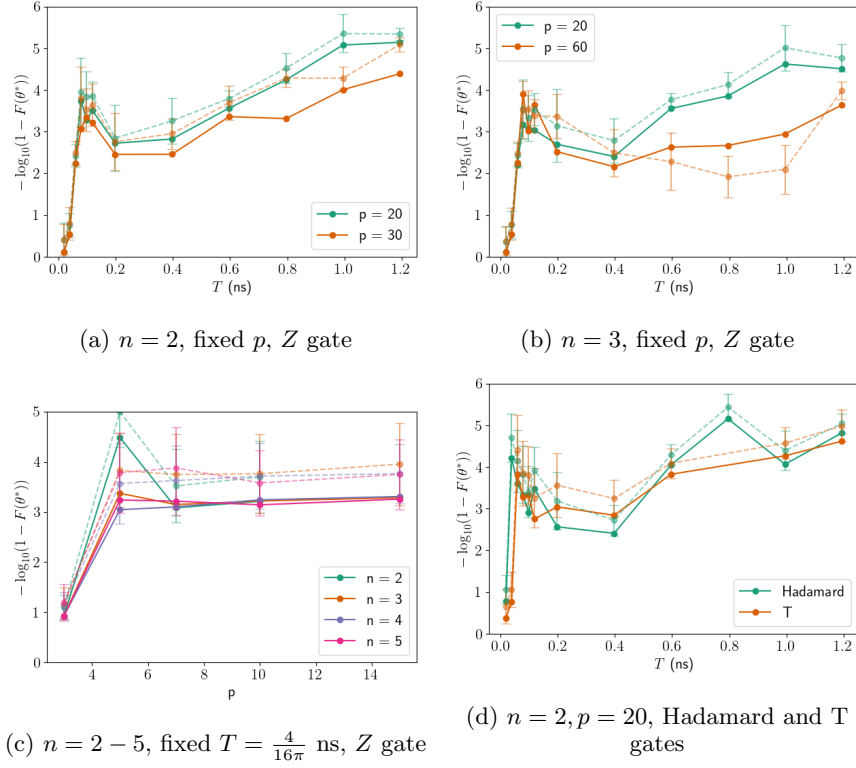 6
5
4
3
2
1
0
− log₁₀(1 − F(θ*))
0.0 0.2 0.4 0.6 0.8 1.0 1.2
T (ns)
p = 20
p = 30
(a) n = 2, fixed p, Z gate
6
5
4
3
2
1
0
− log₁₀(1 − F(θ*))
0.0 0.2 0.4 0.6 0.8 1.0 1.2
T (ns)
p = 20
p = 60
(b) n = 3, fixed p, Z gate
5
4
3
2
1
0
− log₁₀(1 − F(θ*))
4 6 8 10 12 14
p
n = 2
n = 3
n = 4
n = 5
(c) n = 2 − 5, fixed T = 4/16π ns, Z gate
6
5
4
3
2
1
0
− log₁₀(1 − F(θ*))
0.0 0.2 0.4 0.6 0.8 1.0 1.2
T (ns)
Hadamard
T
(d) n = 2, p = 20, Hadamard and T
gates